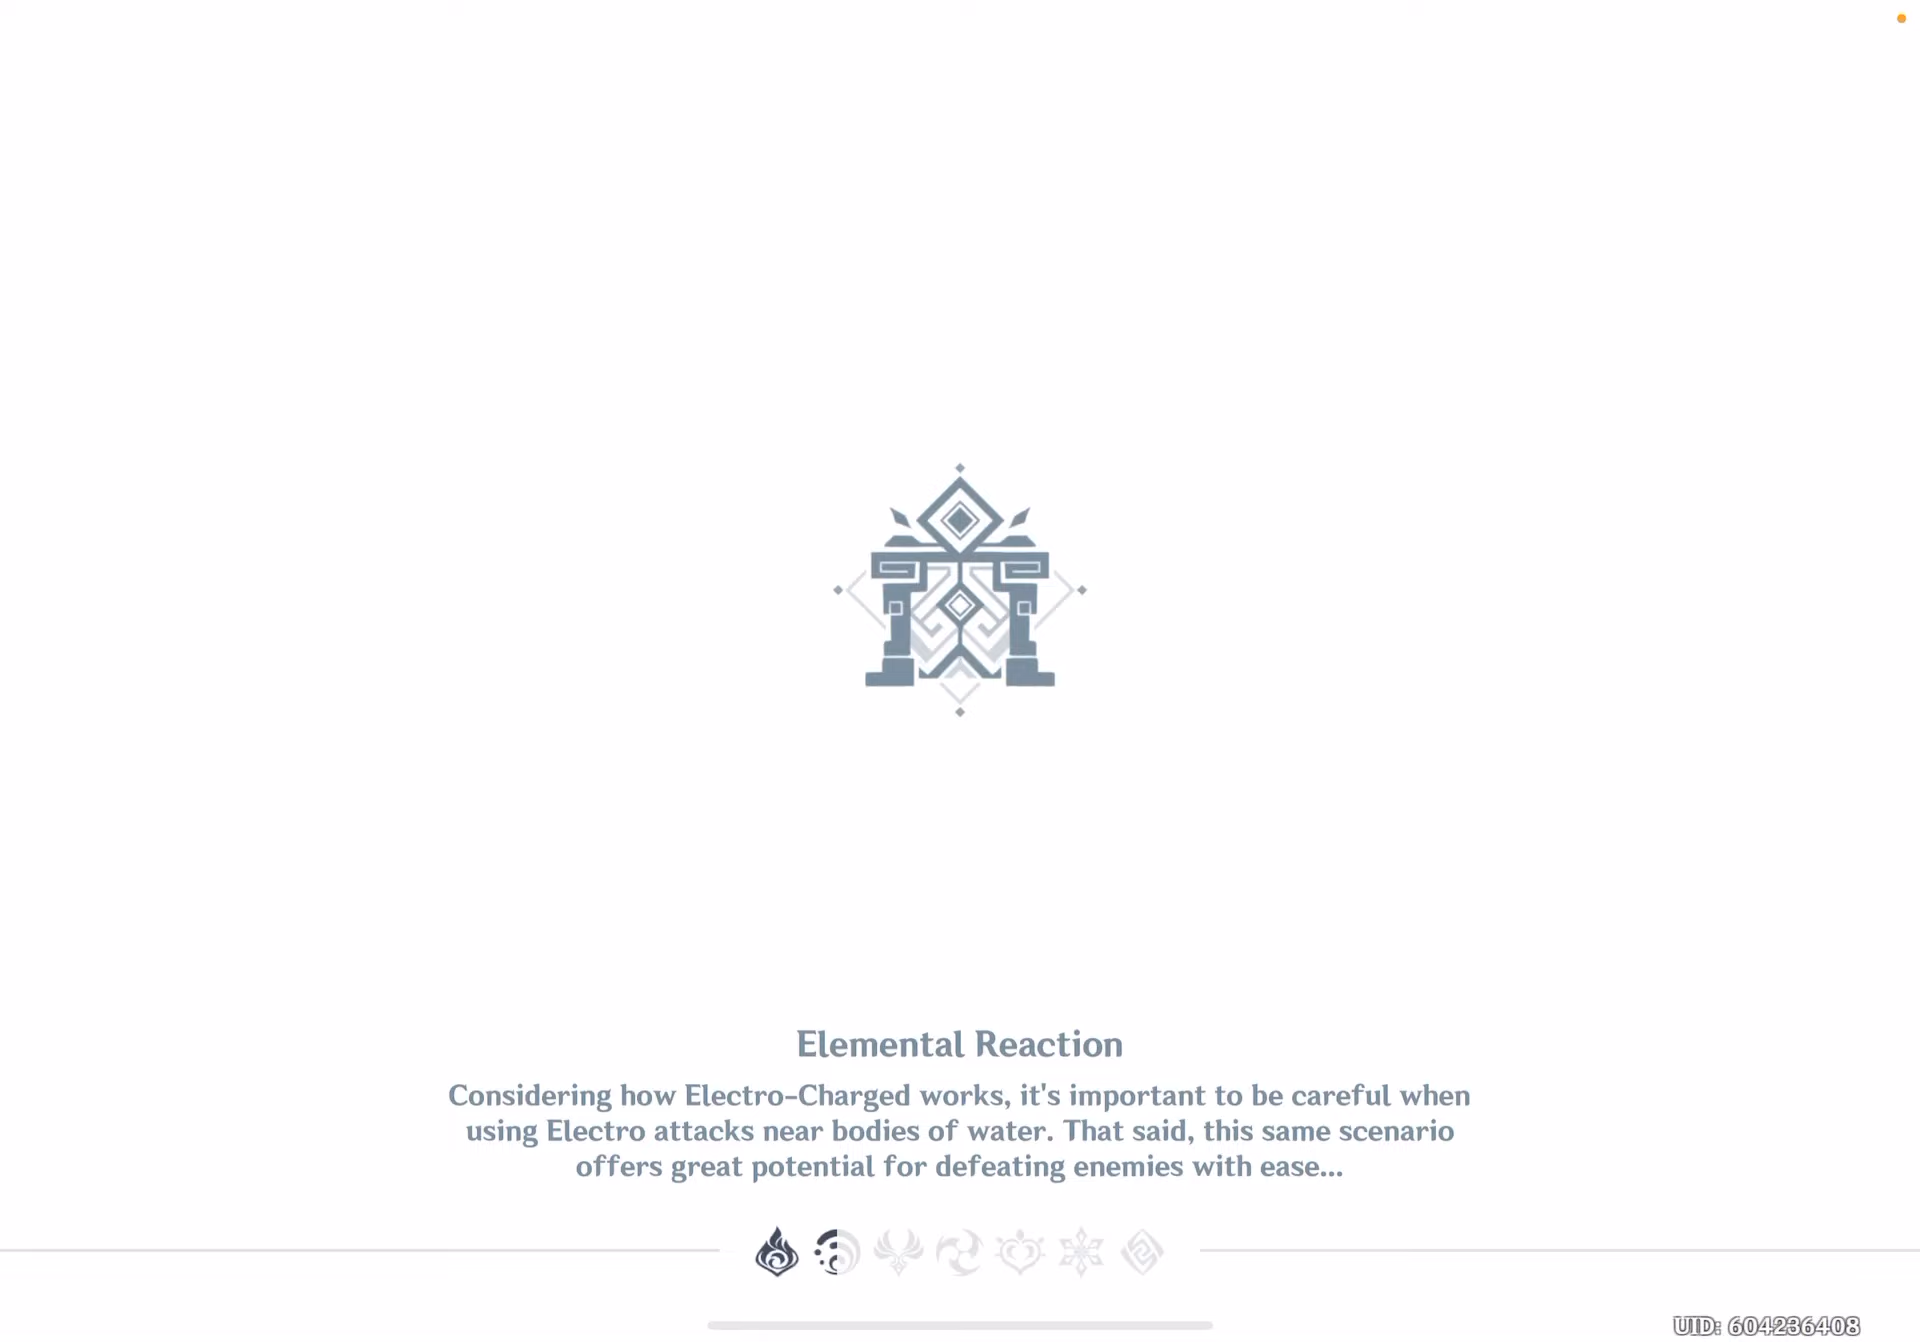 Elemental Reaction
Considering how Electro-Charged works, it's important to be careful when
using Electro attacks near bodies of water. That said, this same scenario
offers great potential for defeating enemies with ease...
UID: 604236408